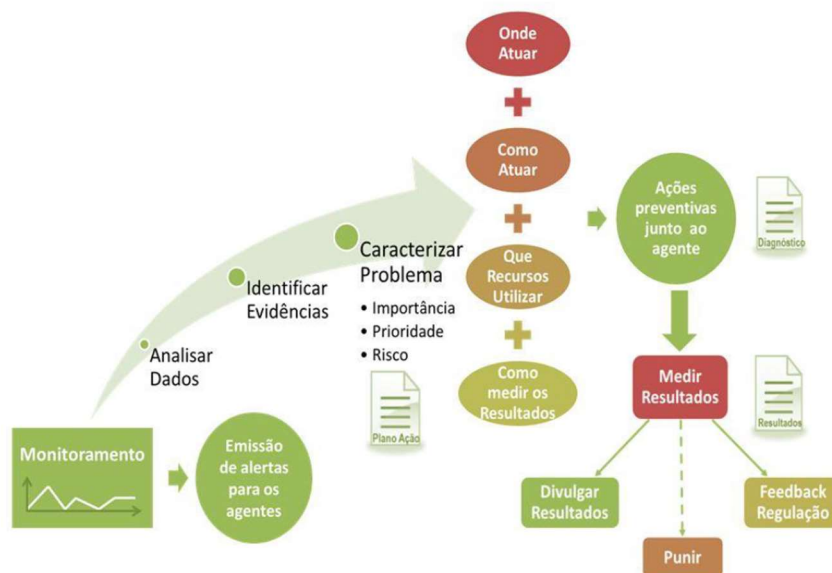 Onde
Atuar
Como
Atuar
Que
Recursos
Utilizar
Como
medir os
Resultados
Ações
preventivas
junto ao
agente
Diagnóstico
Caracterizar
Problema
• Importância
• Prioridade
• Risco
Identificar
Evidências
Analisar
Dados
Plano Ação
Monitoramento
Emissão
de alertas
para os
agentes
Medir
Resultados
Resultados
Divulgar
Resultados
Feedback
Regulação
Punir